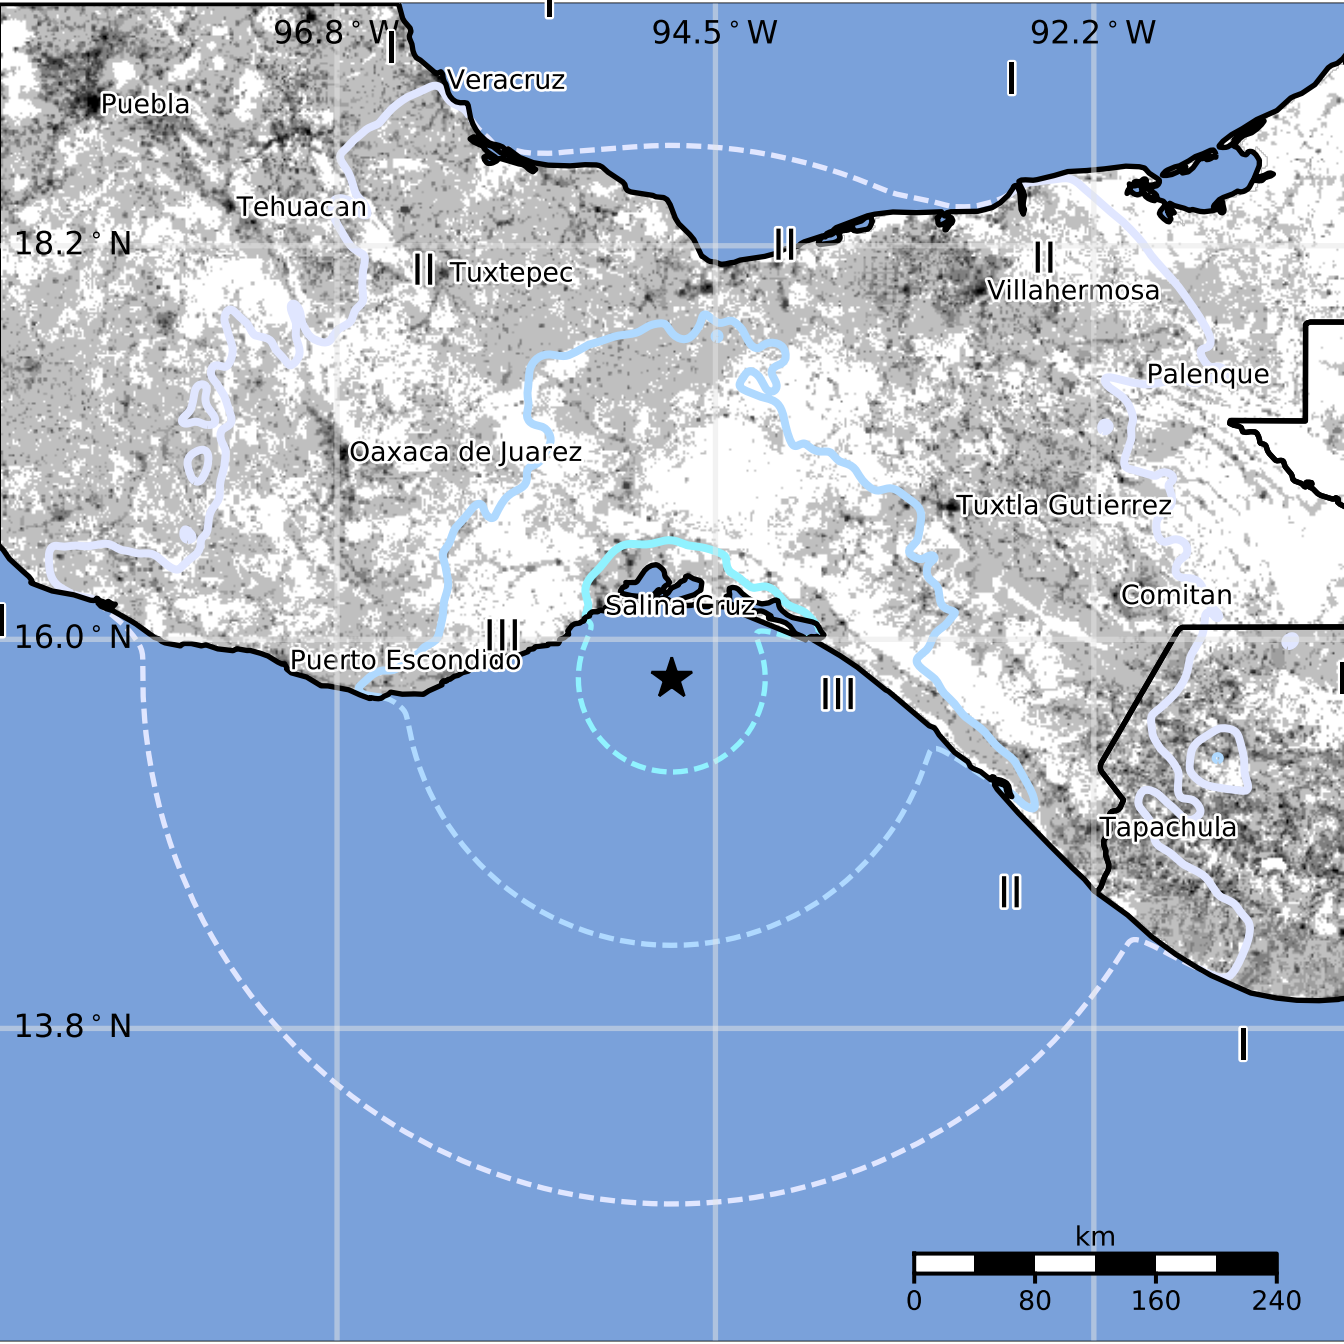 96.8°W
94.5°W
92.2°W
I
I
I
Veracruz
Puebla
Tehuacan
18.2°N
II
II
II
Tuxtepec
Villahermosa
Palenque
Oaxaca de Juarez
Tuxtla Gutierrez
Comitan
Salina Cruz
I
16.0°N
III
Puerto Escondido
I
III
Tapachula
II
13.8°N
I
km
0 80 160 240